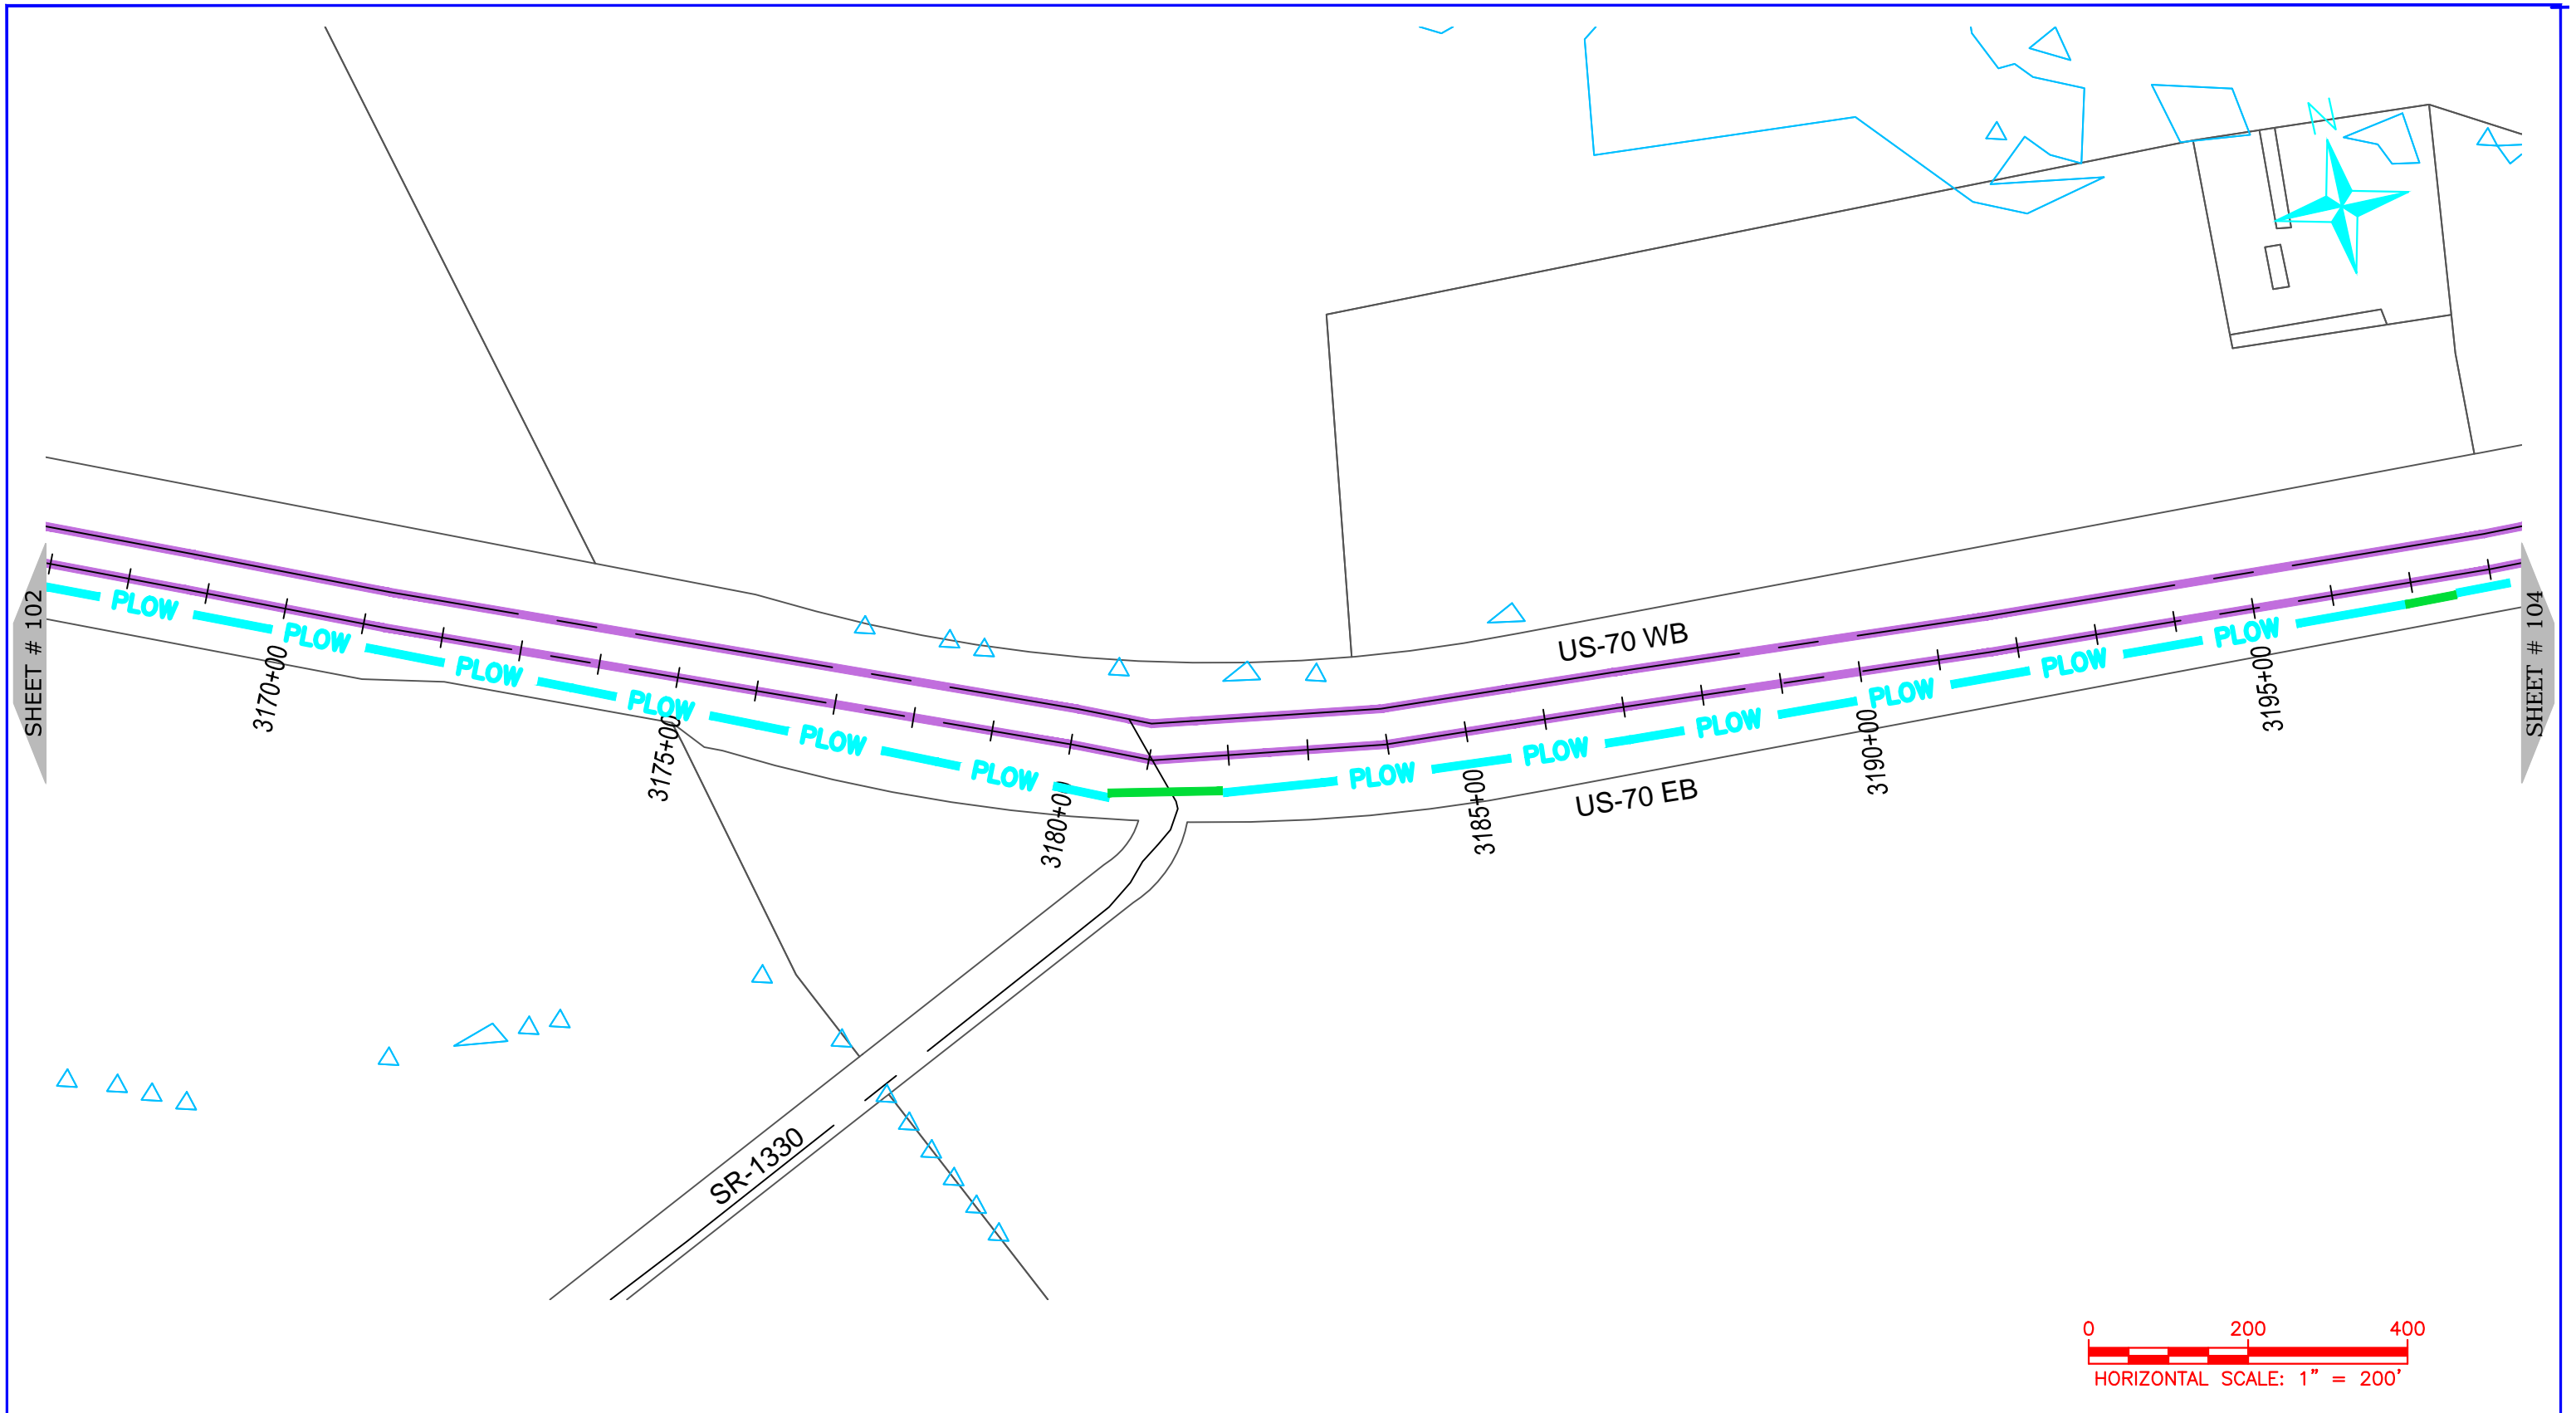 N
SHEET # 102
SHEET # 104
US-70 WB
PLOW
PLOW
PLOW
PLOW
PLOW
PLOW
PLOW
PLOW
PLOW
PLOW
PLOW
PLOW
3170+00
3175+00
3180+00
3185+00
3190+00
3195+00
US-70 EB
SR-1330
0 200 400
HORIZONTAL SCALE: 1" = 200'